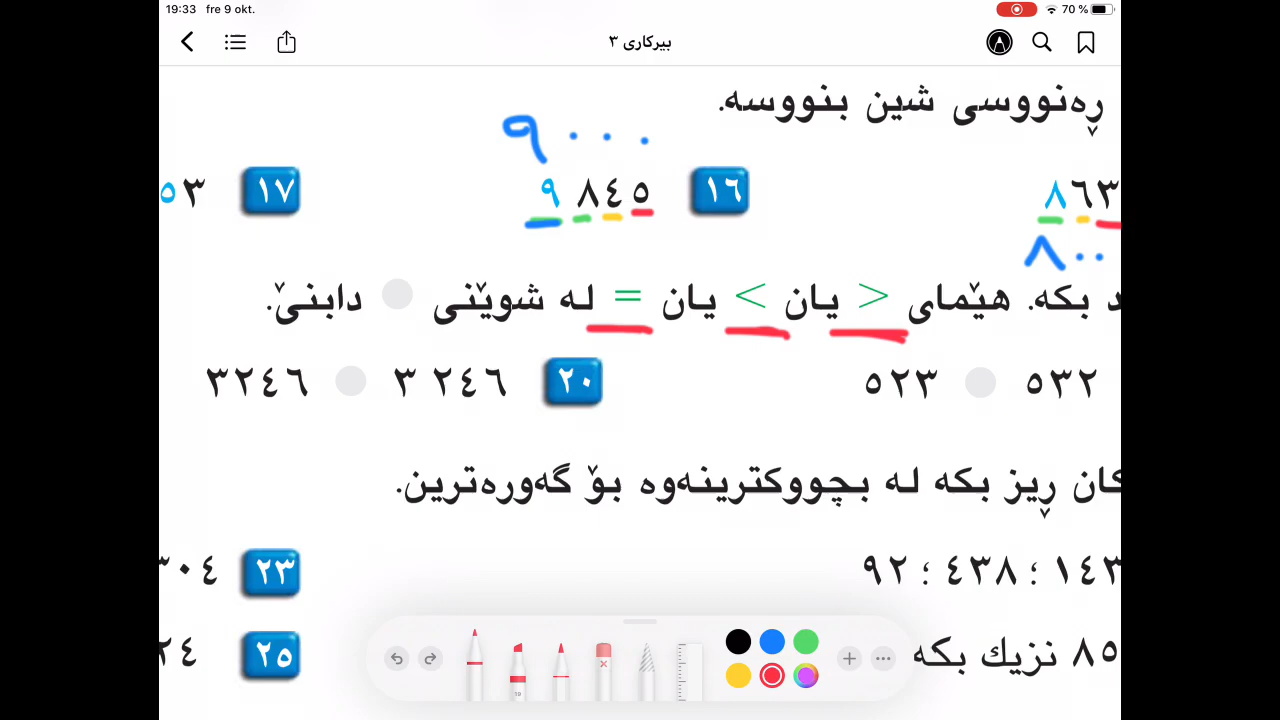 19:33 fre 9 okt. 70 %
بیرکاری ٣
ڕەنووسی شین بنووسە.
٩٠٠٠
٨٦٣ ١٦ ٩ ٨٤٥ ١٧ ٥٣
٨٠٠
د بکە. هێمای > یان < یان = لە شوێنی دابنێ.
٥٣٢ ٥٢٣ ٢٠ ٣ ٢٤٦ ٣٢٤٦
کان ڕیز بکە لە بچووکترینەوە بۆ گەورەترین.
١٤٣ ؛ ٤٣٨ ؛ ٩٢ ٢٣ ٣٠٤
٨٥ نزیك بکە ٢٥ ٢٤